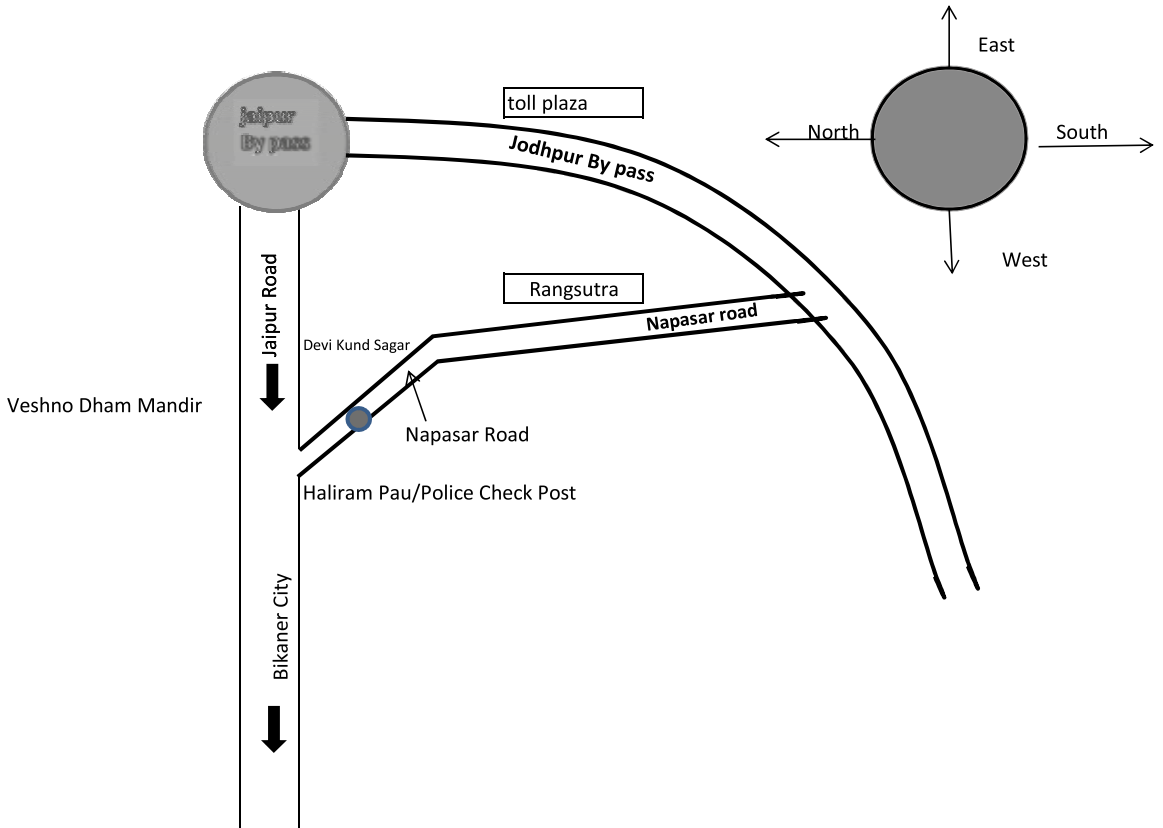 East
toll plaza
jaipur
By pass
North
South
Jodhpur By pass
West
Jaipur Road
Rangsutra
Napasar road
Devi Kund Sagar
Veshno Dham Mandir
Napasar Road
Haliram Pau/Police Check Post
Bikaner City